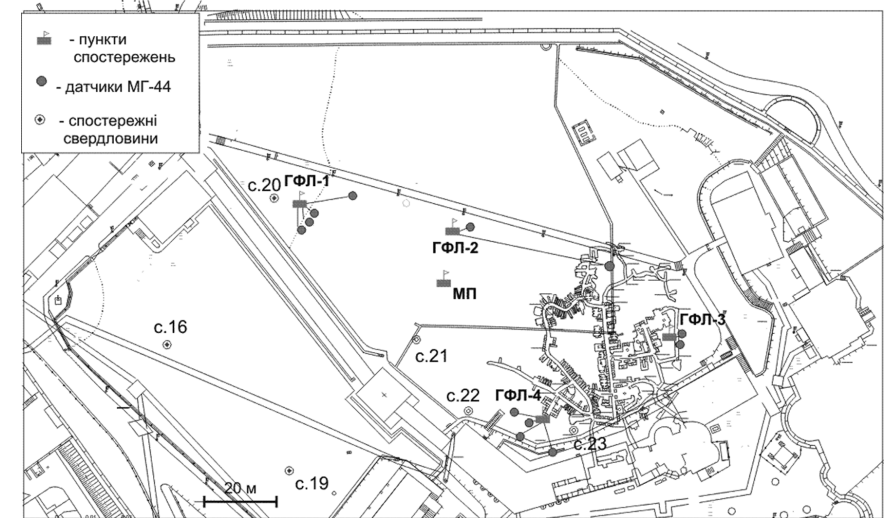 - пункти
спостережень
- датчики МГ-44
- спостережні
свердловини
с.20
ГФЛ-1
ГФЛ-2
МП
с.16
ГФЛ-3
с.21
ГФЛ-4
с.22
с.23
с.19
20 м